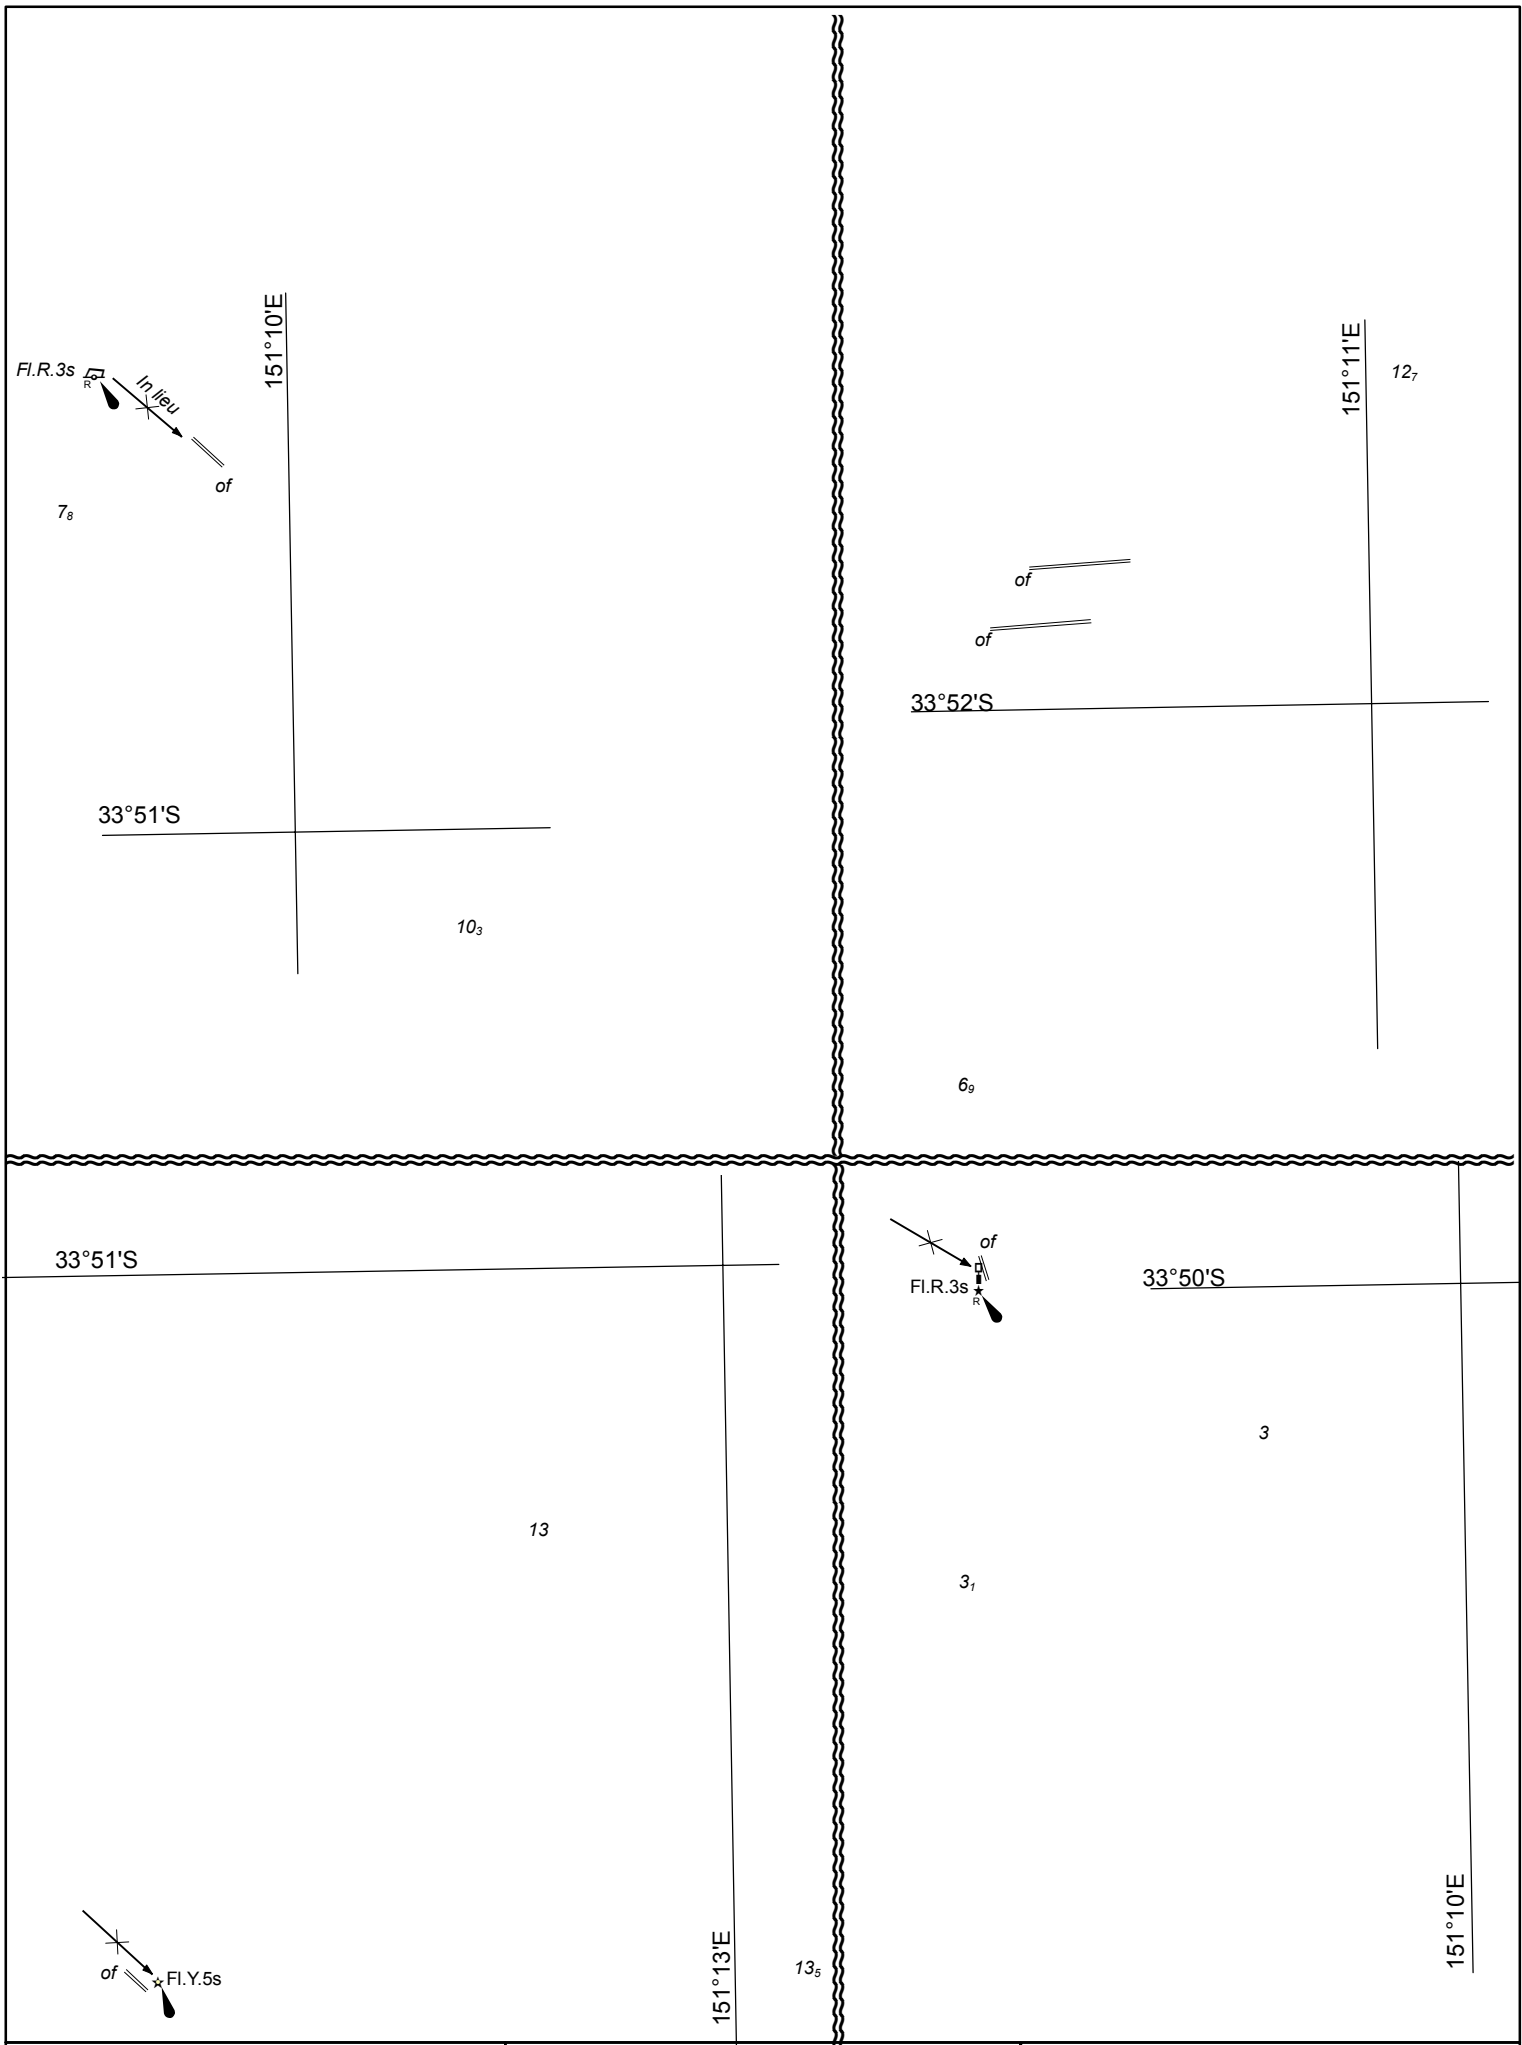 151°10'E
Fl.R.3s
R
In lieu
of
7₈
33°51'S
10₃
151°11'E
12₇
of
of
33°52'S
6₉
33°51'S
13
151°13'E
13₅
of
Fl.Y.5s
of
33°50'S
Fl.R.3s
R
3
3₁
151°10'E